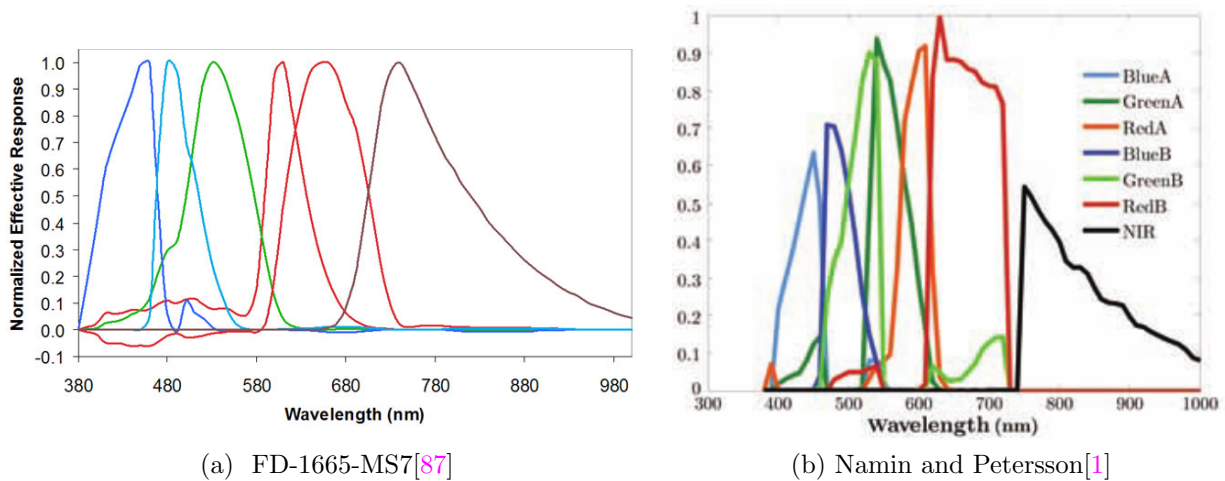 Normalized Effective Response
1.0
0.9
0.8
0.7
0.6
0.5
0.4
0.3
0.2
0.1
0.0
-0.1
380 480 580 680 780 880 980
Wavelength (nm)
(a) FD-1665-MS7[87]
1
0.9
0.8
0.7
0.6
0.5
0.4
0.3
0.2
0.1
0
300 400 500 600 700 800 900 1000
Wavelength (nm)
BlueA
GreenA
RedA
BlueB
GreenB
RedB
NIR
(b) Namin and Petersson[1]